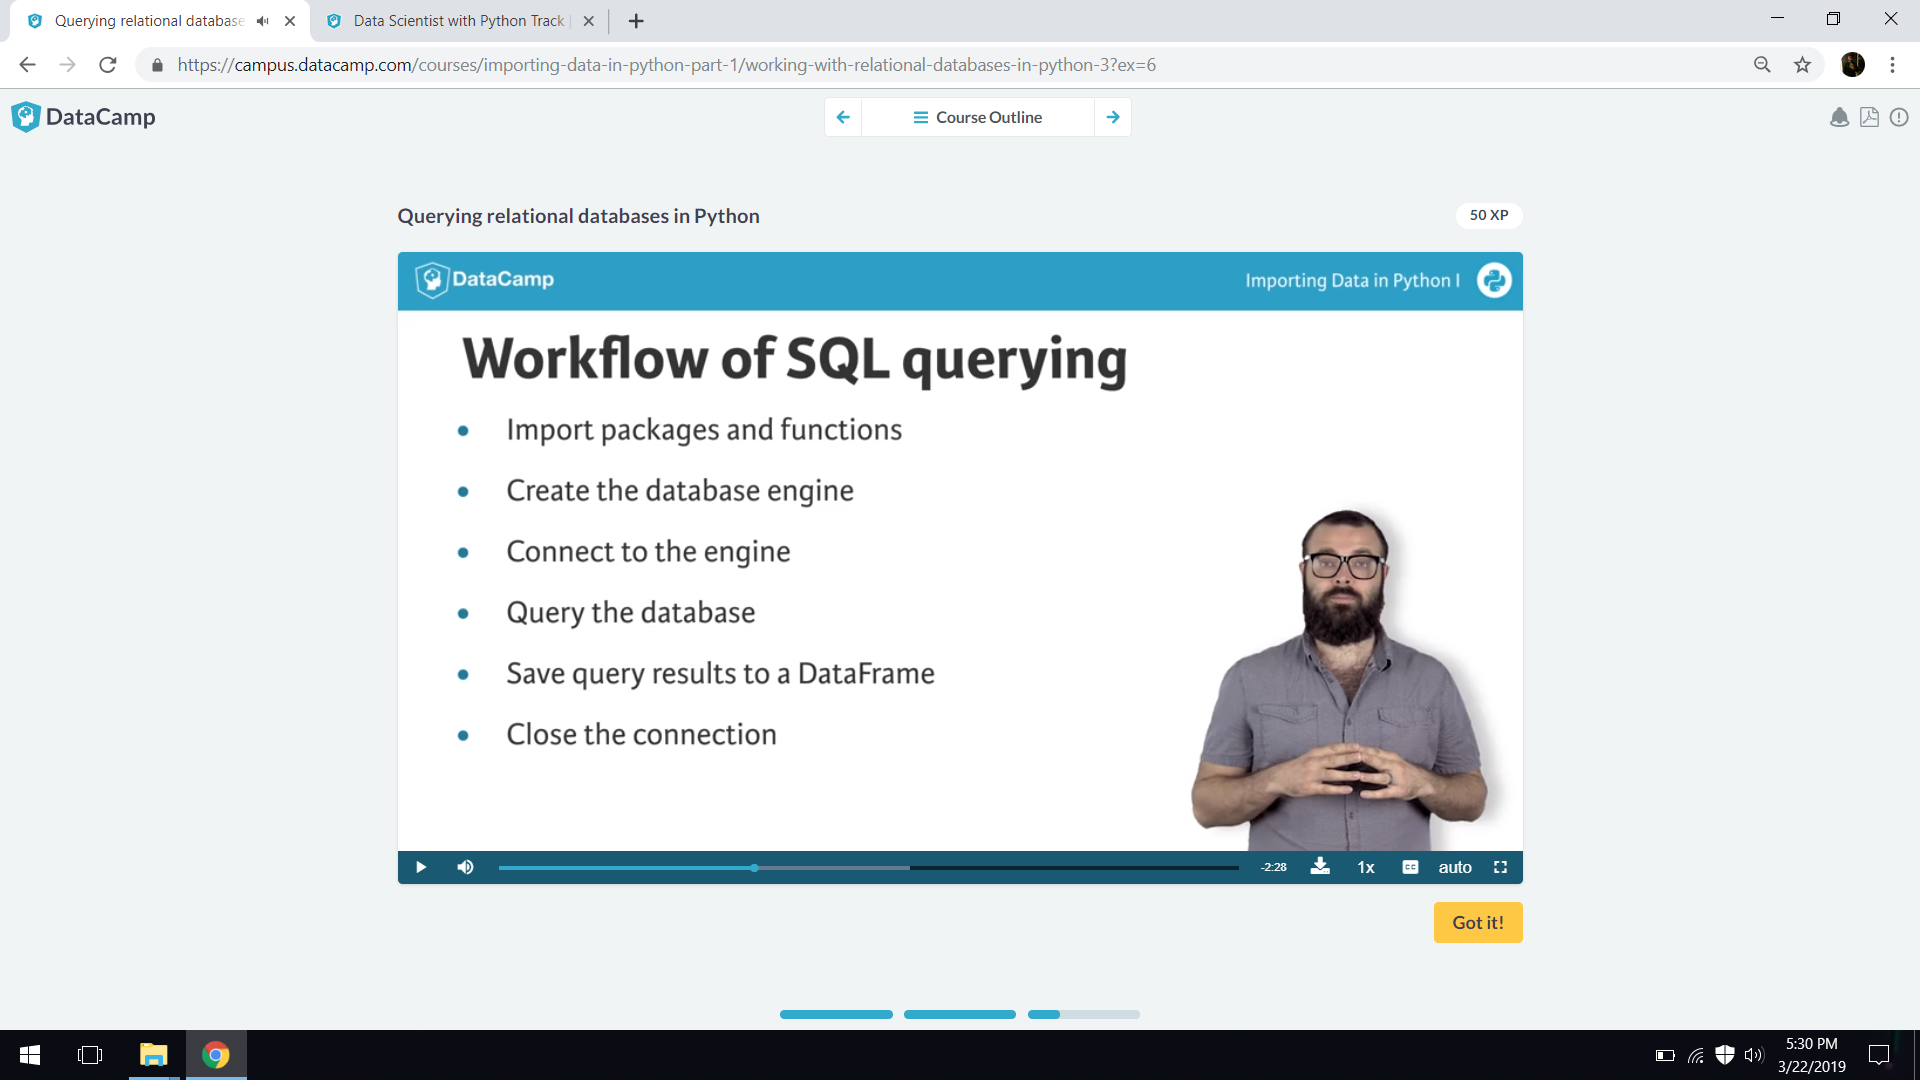 Querying relational database
Data Scientist with Python Track
https://campus.datacamp.com/courses/importing-data-in-python-part-1/working-with-relational-databases-in-python-3?ex=6
DataCamp
Course Outline
Querying relational databases in Python
50 XP
DataCamp
Importing Data in Python I
Workflow of SQL querying
• Import packages and functions
• Create the database engine
• Connect to the engine
• Query the database
• Save query results to a DataFrame
• Close the connection
-2:28
1x
CC
auto
Got it!
5:30 PM
3/22/2019